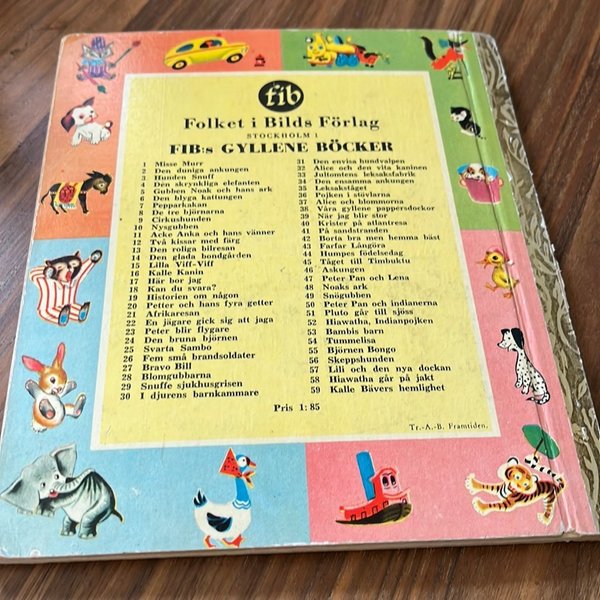 fib
Folket i Bilds Förlag
STOCKHOLM 1
FIB:s GYLLENE BÖCKER
1 Misse Murr
2 Den duniga ankungen
3 Hunden Snuff
4 Den skrynkliga elefanten
5 Gubben Noak och hans ark
6 Den blyga kattungen
7 Pepparkakan
8 De tre björnarna
9 Cirkushunden
10 Nysgubben
11 Acke Anka och hans vänner
12 Två kissar med färg
13 Den roliga bilresan
14 Den glada bondgården
15 Lilla Viff-Viff
16 Kalle Kanin
17 Här bor jag
18 Kan du svara?
19 Historien om någon
20 Petter och hans fyra getter
21 Afrikaresan
22 En jägare gick sig att jaga
23 Peter blir flygare
24 Den bruna björnen
25 Svarta Sambo
26 Fem små brandsoldater
27 Bravo Bill
28 Blomgubbarna
29 Snuffe sjukhusgrisen
30 I djurens barnkammare
31 Den envisa hundvalpen
32 Alice och den vita kaninen
33 Jultomtens leksaksfabrik
34 Den ensamma ankungen
35 Leksakståget
36 Pojken i stövlarna
37 Alice och blommorna
38 Våra gyllene pappersdockor
39 När jag blir stor
40 Krister på atlantresa
41 På sandstranden
42 Borta bra men hemma bäst
43 Farfar Långöra
44 Humpes födelsedag
45 Tåget till Timbuktu
46 Askungen
47 Peter Pan och Lena
48 Noaks ark
49 Snögubben
50 Peter Pan och indianerna
51 Pluto går till sjöss
52 Hiawatha, Indianpojken
53 Bambis barn
54 Tummelisa
55 Björnen Bongo
56 Skeppshunden
57 Lili och den nya dockan
58 Hiawatha går på jakt
59 Kalle Bävers hemlighet
Pris 1:85
Tr.-A.-B. Framtiden.